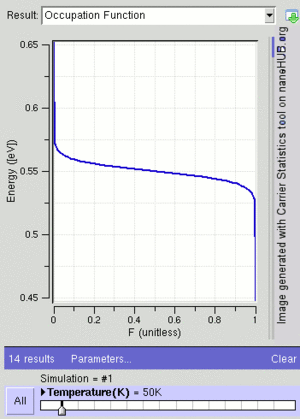 Result: Occupation Function
0.65
0.6
0.55
0.5
0.45
Energy ([eV])
0 0.2 0.4 0.6 0.8 1
F (unitless)
Image generated with Carrier Statistics tool on nanoHUB.org
14 results Parameters... Clear
Simulation = #1
All
Temperature(K) = 50K